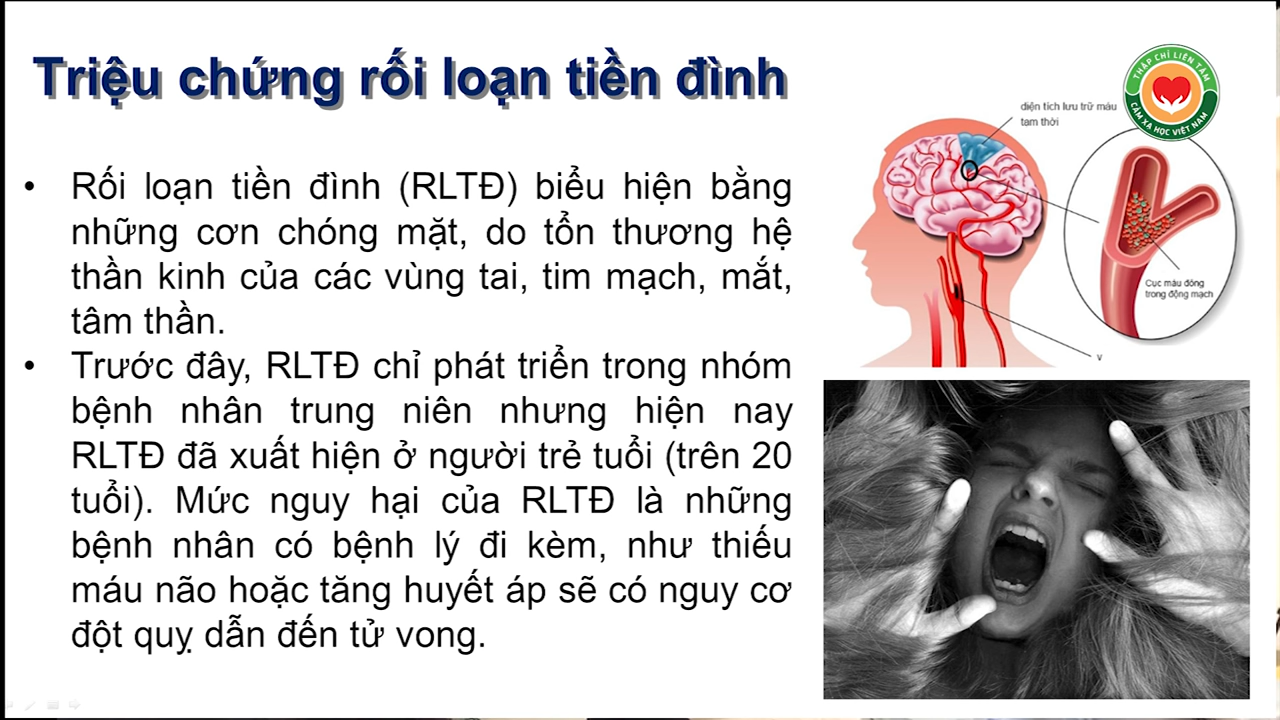 Triệu chứng rối loạn tiền đình
THẬP CHỈ LIÊN TÂM
CẢM XẠ HỌC VIỆT NAM
diện tích lưu trữ máu
tam thời
• Rối loạn tiền đình (RLTĐ) biểu hiện bằng
những cơn chóng mặt, do tổn thương hệ
thần kinh của các vùng tai, tim mạch, mắt,
tâm thần.
• Trước đây, RLTĐ chỉ phát triển trong nhóm
bệnh nhân trung niên nhưng hiện nay
RLTĐ đã xuất hiện ở người trẻ tuổi (trên 20
tuổi). Mức nguy hại của RLTĐ là những
bệnh nhân có bệnh lý đi kèm, như thiếu
máu não hoặc tăng huyết áp sẽ có nguy cơ
đột quỵ dẫn đến tử vong.
Cục máu đông
trong động mạch
v